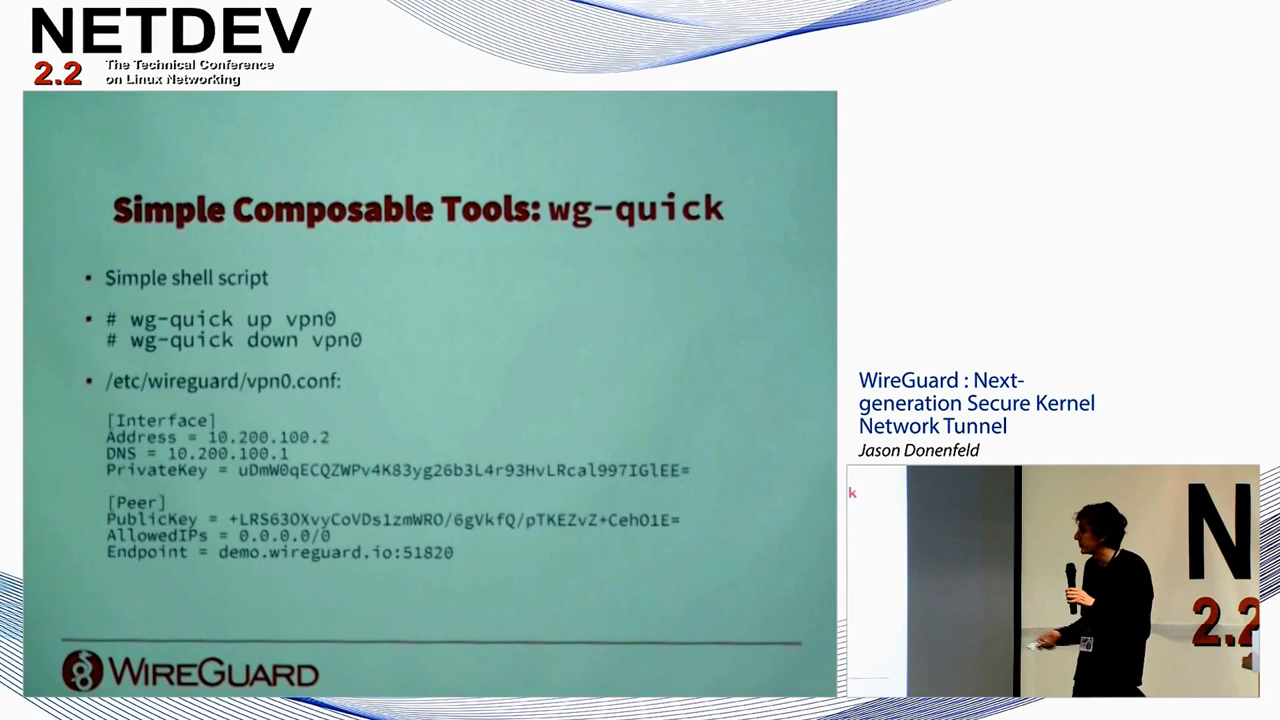 NETDEV
2.2
The Technical Conference
on Linux Networking
Simple Composable Tools: wg-quick
▪ Simple shell script
▪ # wg-quick up vpn0
# wg-quick down vpn0
▪ /etc/wireguard/vpn0.conf:
[Interface]
Address = 10.200.100.2
DNS = 10.200.100.1
PrivateKey = uDmW0qECQZWPv4K83yg26b3L4r93HvLRcal997IGlEE=
[Peer]
PublicKey = +LRS63OXvyCoVDs1zmWRO/6gVkfQ/pTKEZvZ+CehO1E=
AllowedIPs = 0.0.0.0/0
Endpoint = demo.wireguard.io:51820
WIREGUARD
WireGuard : Next-
generation Secure Kernel
Network Tunnel
Jason Donenfeld
k
N
2.2